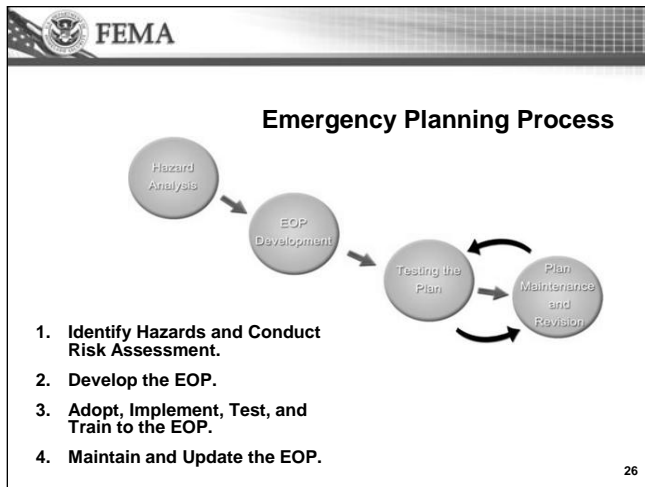 FEMA
Emergency Planning Process
Hazard
Analysis
EOP
Development
Testing the
Plan
Plan
Maintenance
and
Revision
1. Identify Hazards and Conduct
Risk Assessment.
2. Develop the EOP.
3. Adopt, Implement, Test, and
Train to the EOP.
4. Maintain and Update the EOP.
26